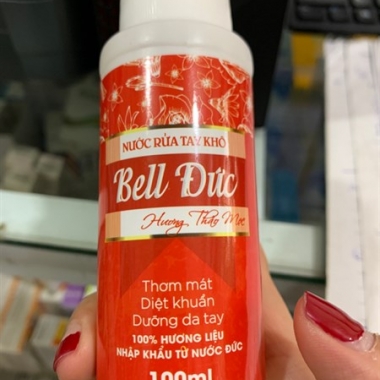 NƯỚC RỬA TAY KHÔ
Bell Đức
Hương Thảo Mộc
Thơm mát
Diệt khuẩn
Dưỡng da tay
100% HƯƠNG LIỆU
NHẬP KHẨU TỪ NƯỚC ĐỨC
100ml